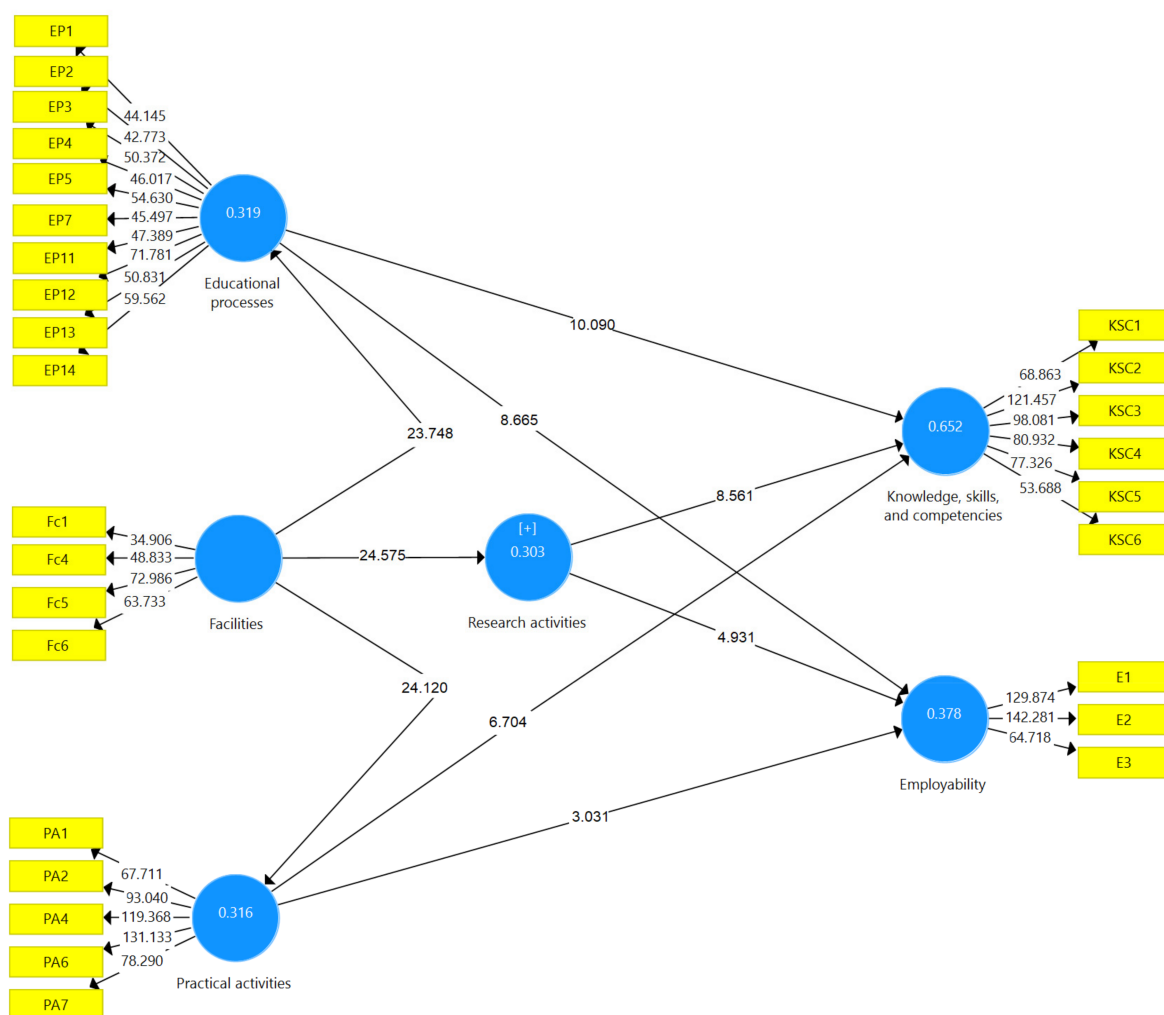 EP1
EP2
EP3
EP4
EP5
EP7
EP11
EP12
EP13
EP14
44.145
42.773
50.372
46.017
54.630
45.497
47.389
71.781
50.831
59.562
0.319
Educational
processes
10.090
8.665
23.748
Fc1
Fc4
Fc5
Fc6
34.906
48.833
72.986
63.733
Facilities
24.575
[+]
0.303
Research activities
8.561
4.931
24.120
6.704
3.031
PA1
PA2
PA4
PA6
PA7
67.711
93.040
119.368
131.133
78.290
0.316
Practical activities
0.652
Knowledge, skills,
and competencies
68.863
121.457
98.081
80.932
77.326
53.688
KSC1
KSC2
KSC3
KSC4
KSC5
KSC6
0.378
Employability
129.874
142.281
64.718
E1
E2
E3